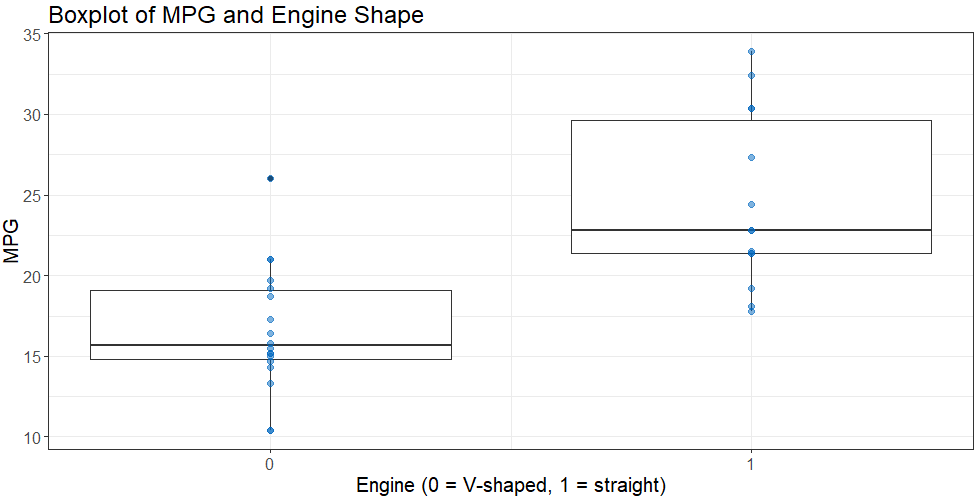 Boxplot of MPG and Engine Shape
35
30
25
20
15
10
MPG
0
1
Engine (0 = V-shaped, 1 = straight)